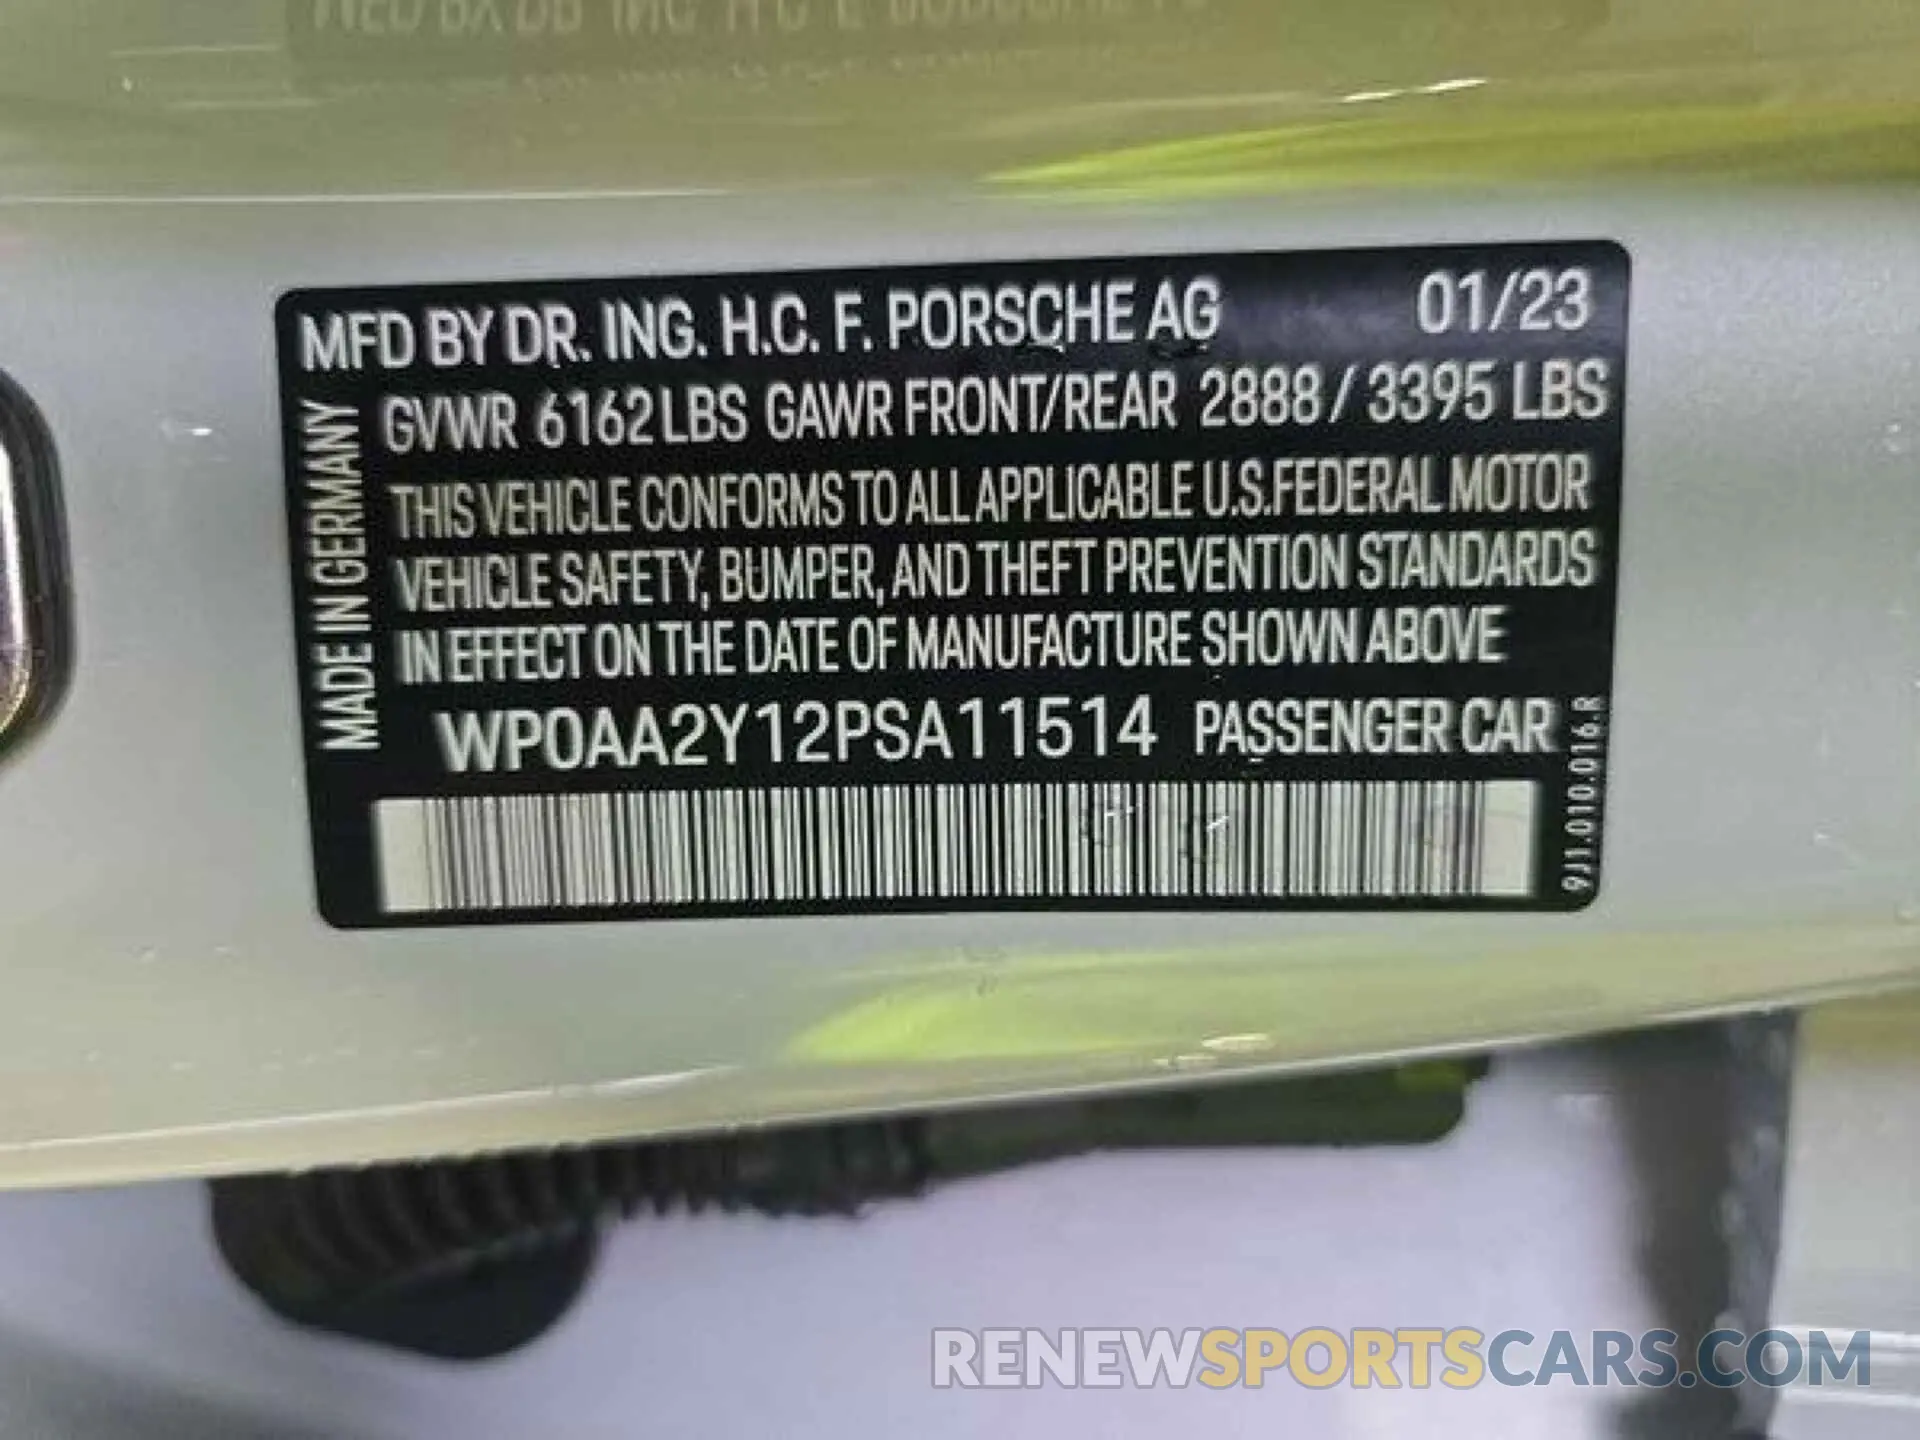 MFD BY DR. ING. H.C. F. PORSCHE AG 01/23
GVWR 6162 LBS GAWR FRONT/REAR 2888 / 3395 LBS
THIS VEHICLE CONFORMS TO ALL APPLICABLE U.S.FEDERAL MOTOR
VEHICLE SAFETY, BUMPER, AND THEFT PREVENTION STANDARDS
IN EFFECT ON THE DATE OF MANUFACTURE SHOWN ABOVE
WP0AA2Y12PSA11514 PASSENGER CAR
MADE IN GERMANY
9J1.010.016.R
RENEWSPORTSCARS.COM